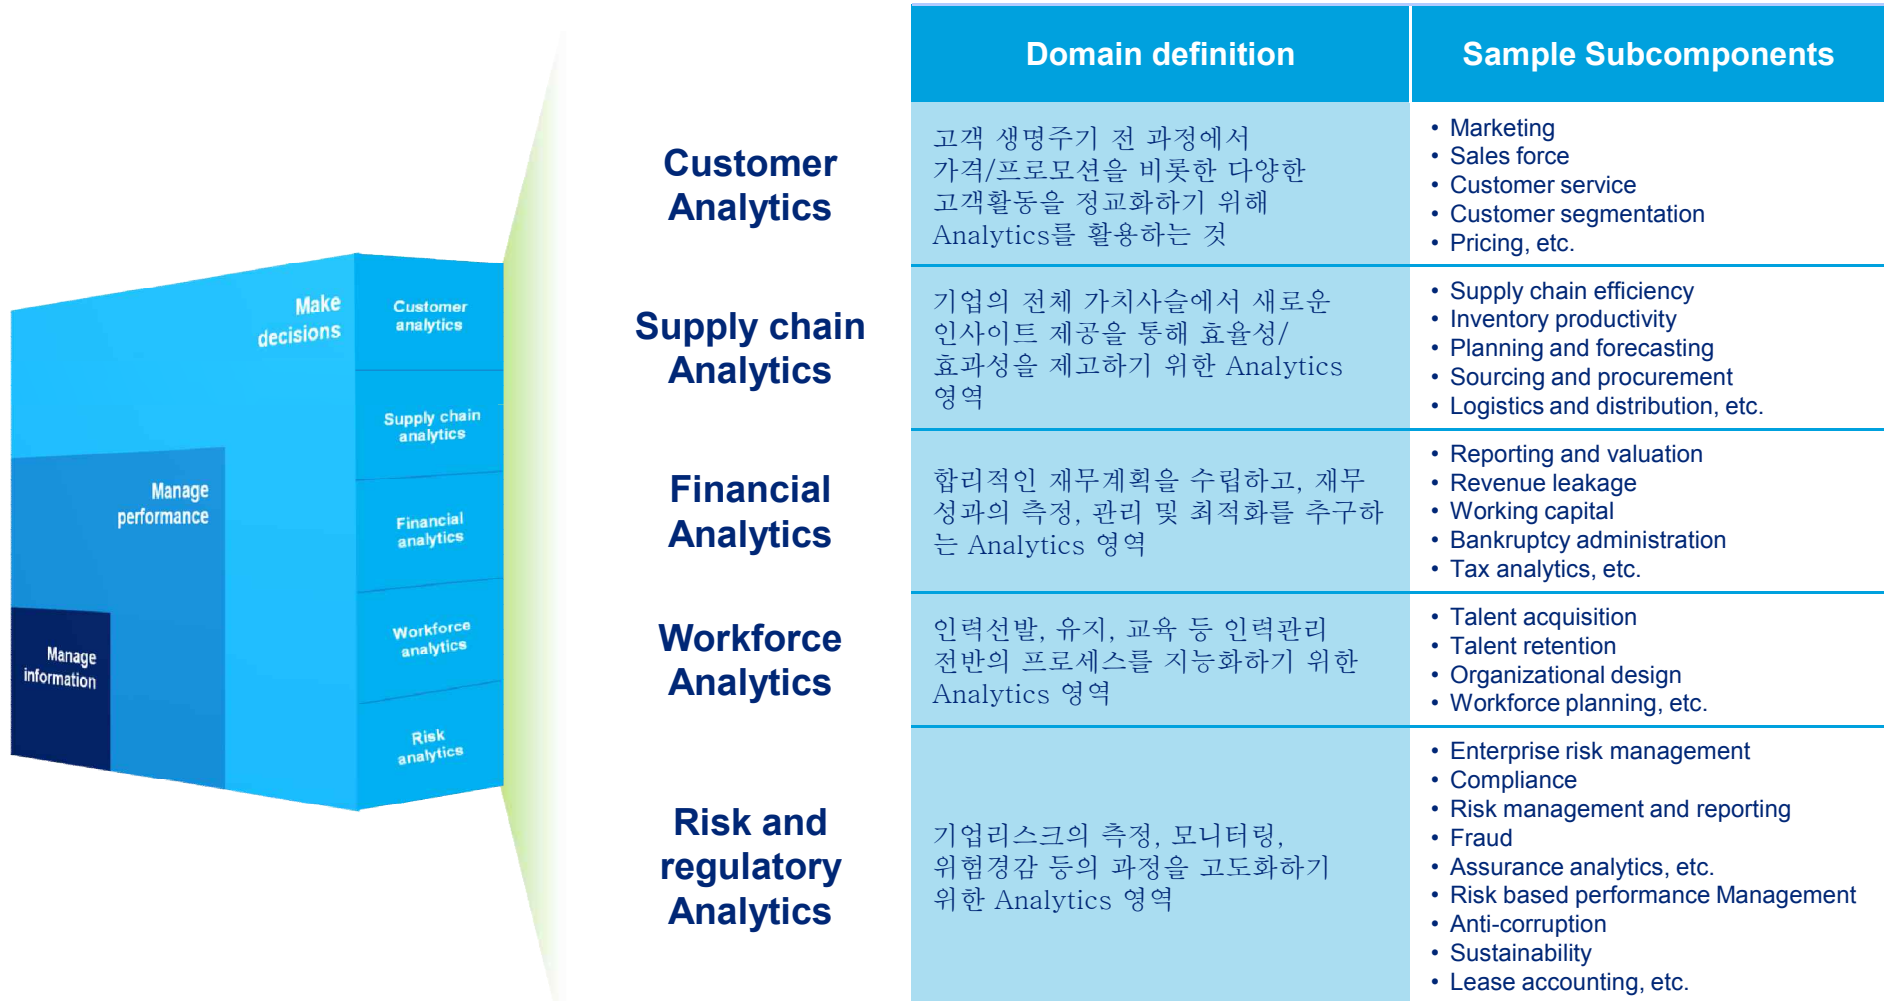 Make
decisions
Manage
performance
Manage
information
Customer
analytics
Supply chain
analytics
Financial
analytics
Workforce
analytics
Risk
analytics
Domain definition
Sample Subcomponents
Customer
Analytics
고객 생명주기 전 과정에서
가격/프로모션을 비롯한 다양한
고객활동을 정교화하기 위해
Analytics를 활용하는 것
• Marketing
• Sales force
• Customer service
• Customer segmentation
• Pricing, etc.
Supply chain
Analytics
기업의 전체 가치사슬에서 새로운
인사이트 제공을 통해 효율성/
효과성을 제고하기 위한 Analytics
영역
• Supply chain efficiency
• Inventory productivity
• Planning and forecasting
• Sourcing and procurement
• Logistics and distribution, etc.
Financial
Analytics
합리적인 재무계획을 수립하고, 재무
성과의 측정, 관리 및 최적화를 추구하
는 Analytics 영역
• Reporting and valuation
• Revenue leakage
• Working capital
• Bankruptcy administration
• Tax analytics, etc.
Workforce
Analytics
인력선발, 유지, 교육 등 인력관리
전반의 프로세스를 지능화하기 위한
Analytics 영역
• Talent acquisition
• Talent retention
• Organizational design
• Workforce planning, etc.
Risk and
regulatory
Analytics
기업리스크의 측정, 모니터링,
위험경감 등의 과정을 고도화하기
위한 Analytics 영역
• Enterprise risk management
• Compliance
• Risk management and reporting
• Fraud
• Assurance analytics, etc.
• Risk based performance Management
• Anti-corruption
• Sustainability
• Lease accounting, etc.